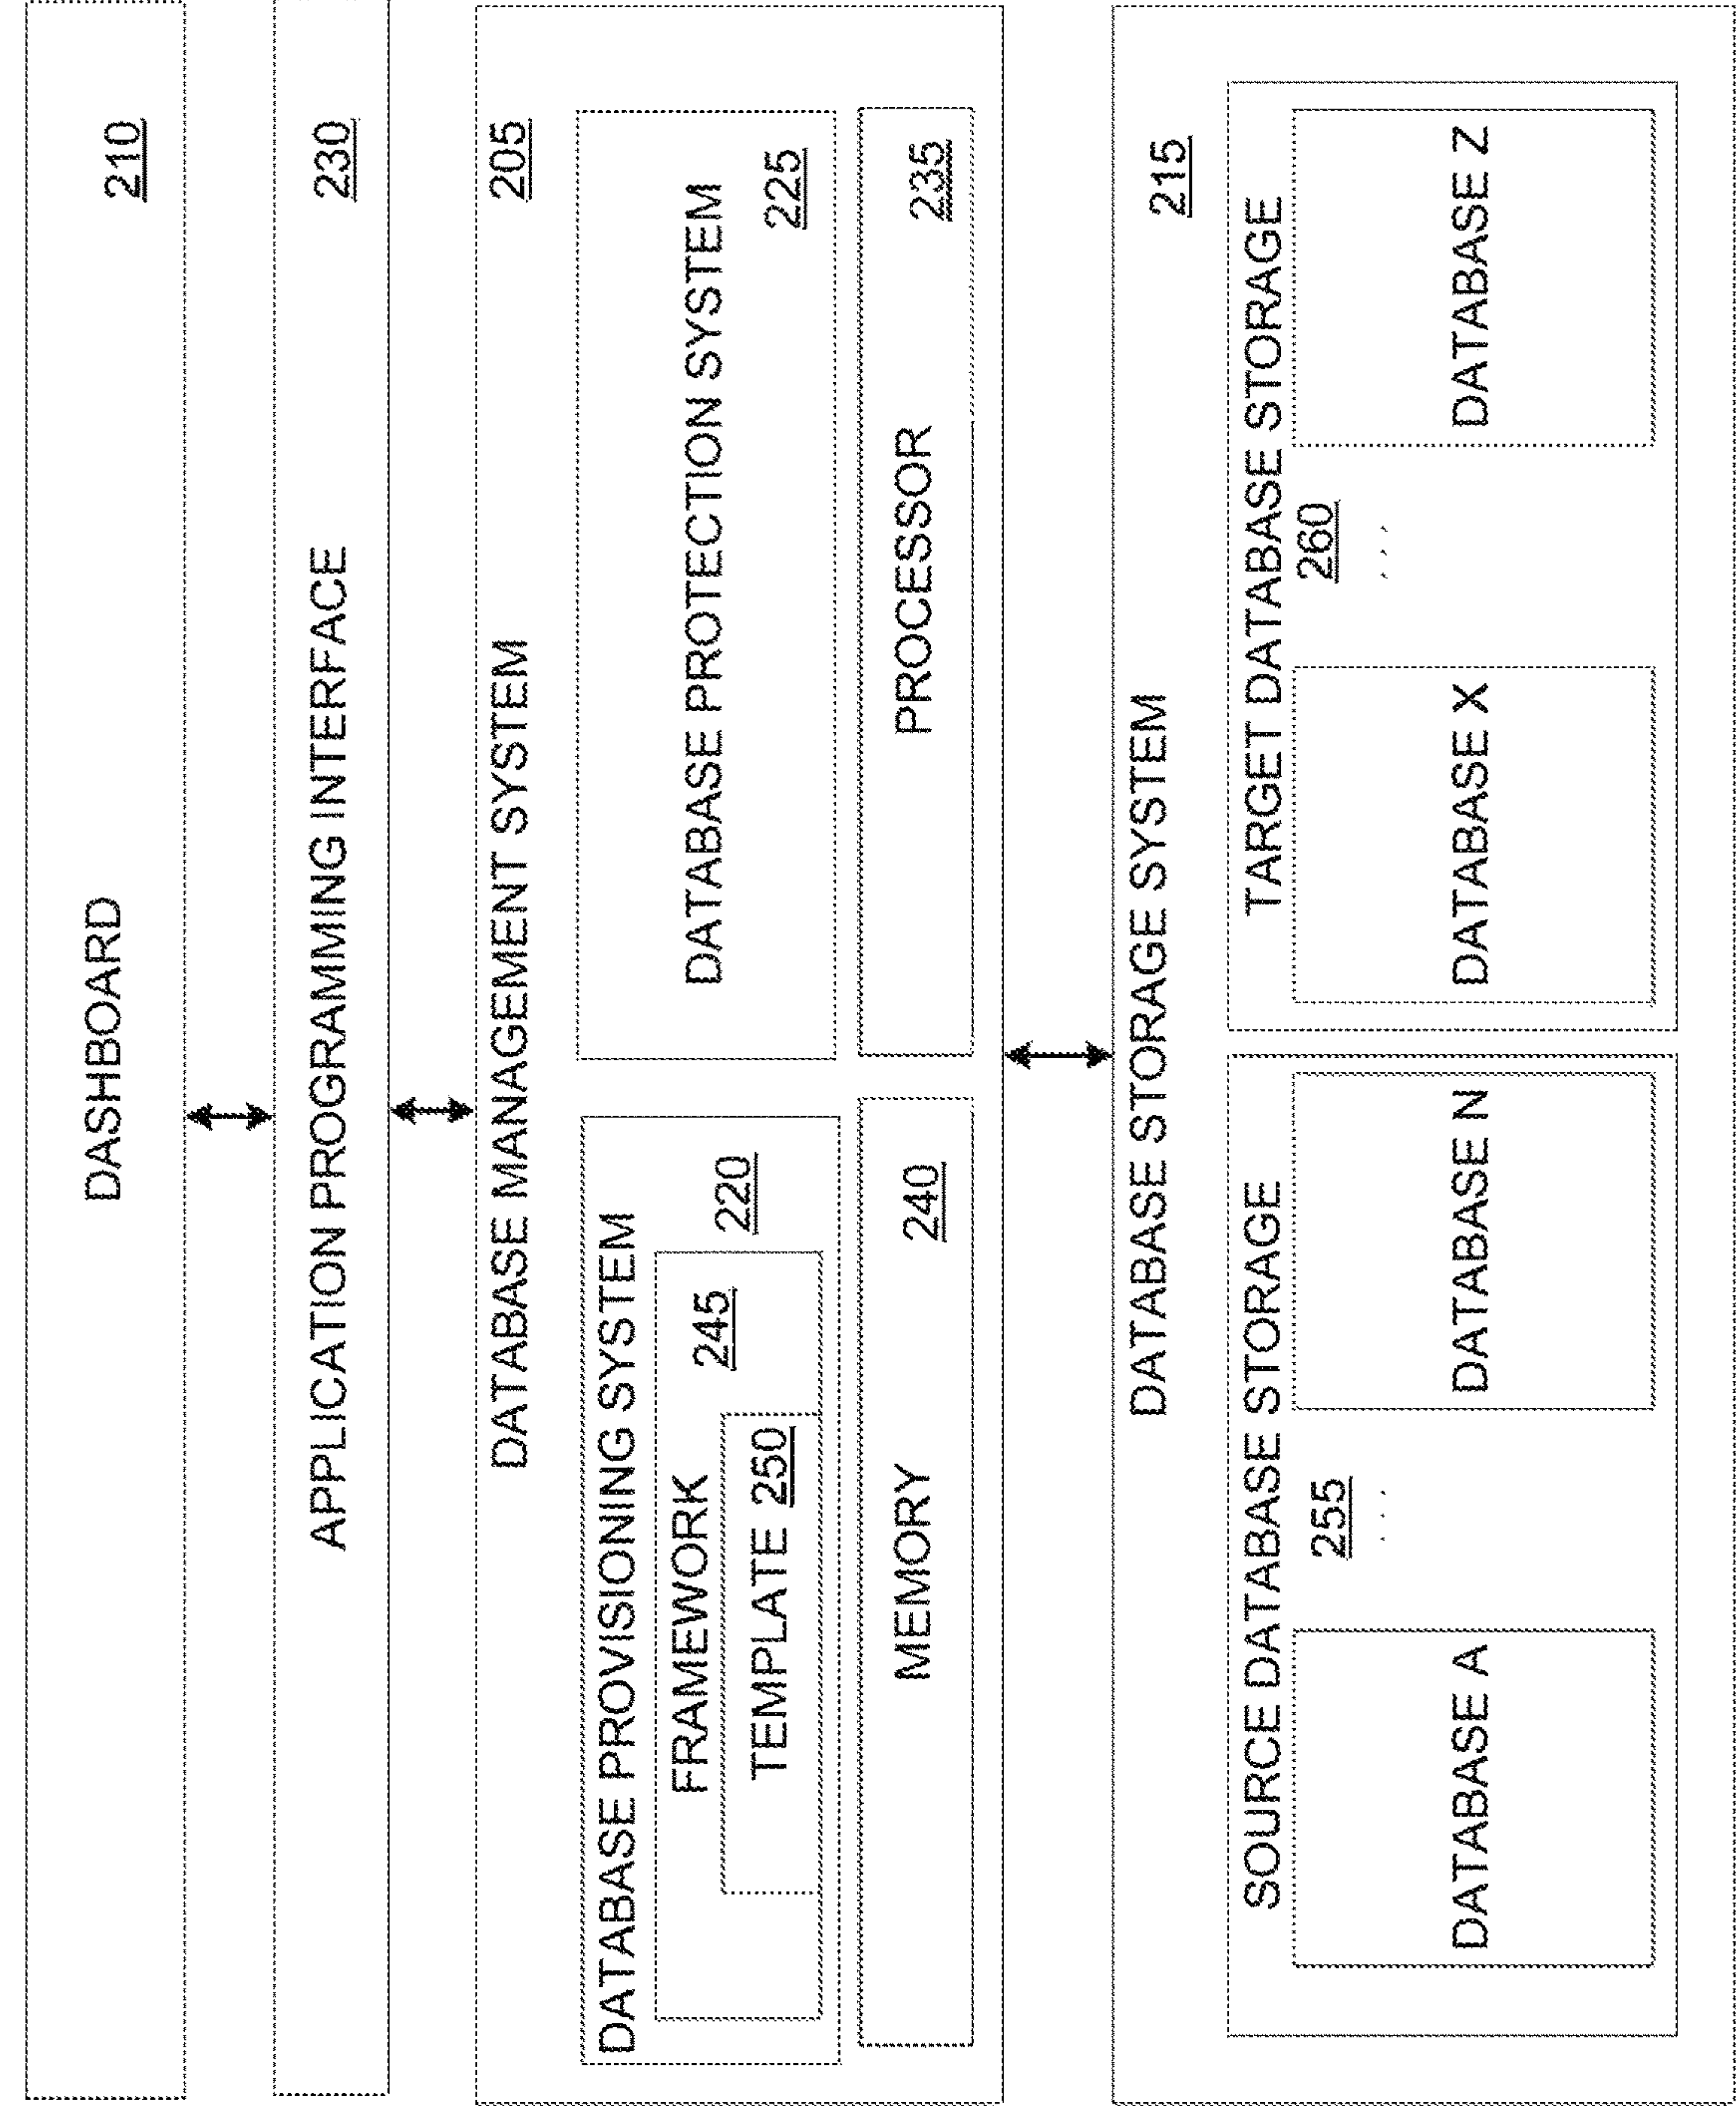 DASHBOARD
210
APPLICATION PROGRAMMING INTERFACE
230
DATABASE MANAGEMENT SYSTEM
205
DATABASE PROVISIONING SYSTEM
220
FRAMEWORK
245
TEMPLATE 250
DATABASE PROTECTION SYSTEM
225
MEMORY
240
PROCESSOR
235
DATABASE STORAGE SYSTEM
215
SOURCE DATABASE STORAGE
255
DATABASE A
. . .
DATABASE N
TARGET DATABASE STORAGE
260
DATABASE X
. . .
DATABASE Z